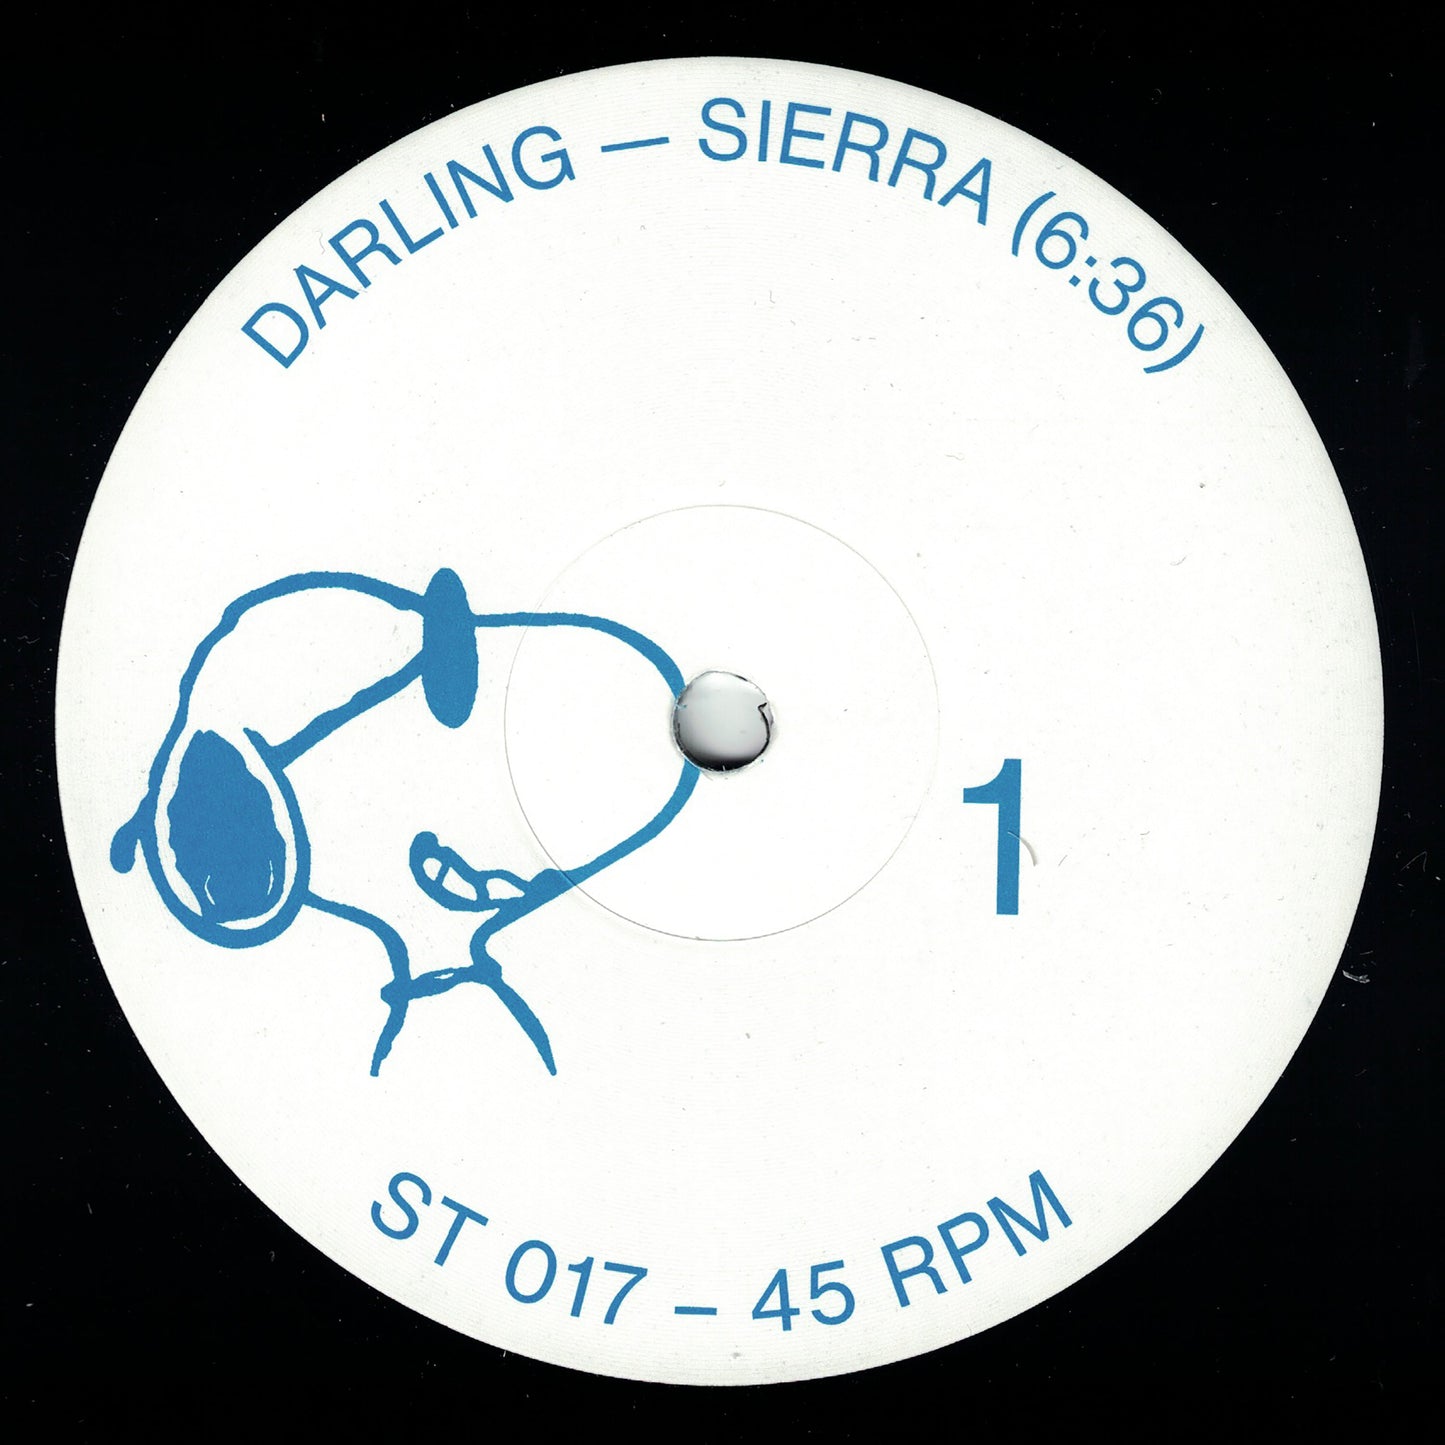 DARLING — SIERRA (6:36)
1
ST 017 – 45 RPM